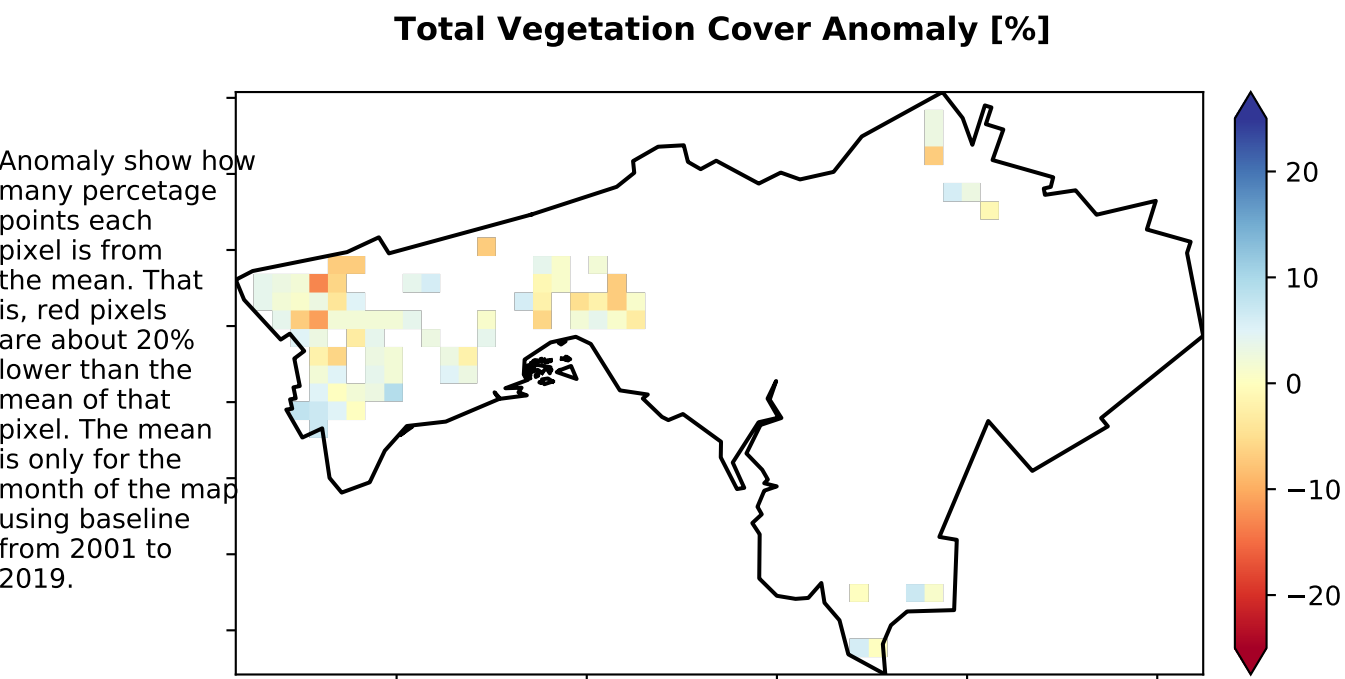 Total Vegetation Cover Anomaly [%]
Anomaly show how
many percetage
points each
pixel is from
the mean. That
is, red pixels
are about 20%
lower than the
mean of that
pixel. The mean
is only for the
month of the map
using baseline
from 2001 to
2019.
20
10
0
−10
−20